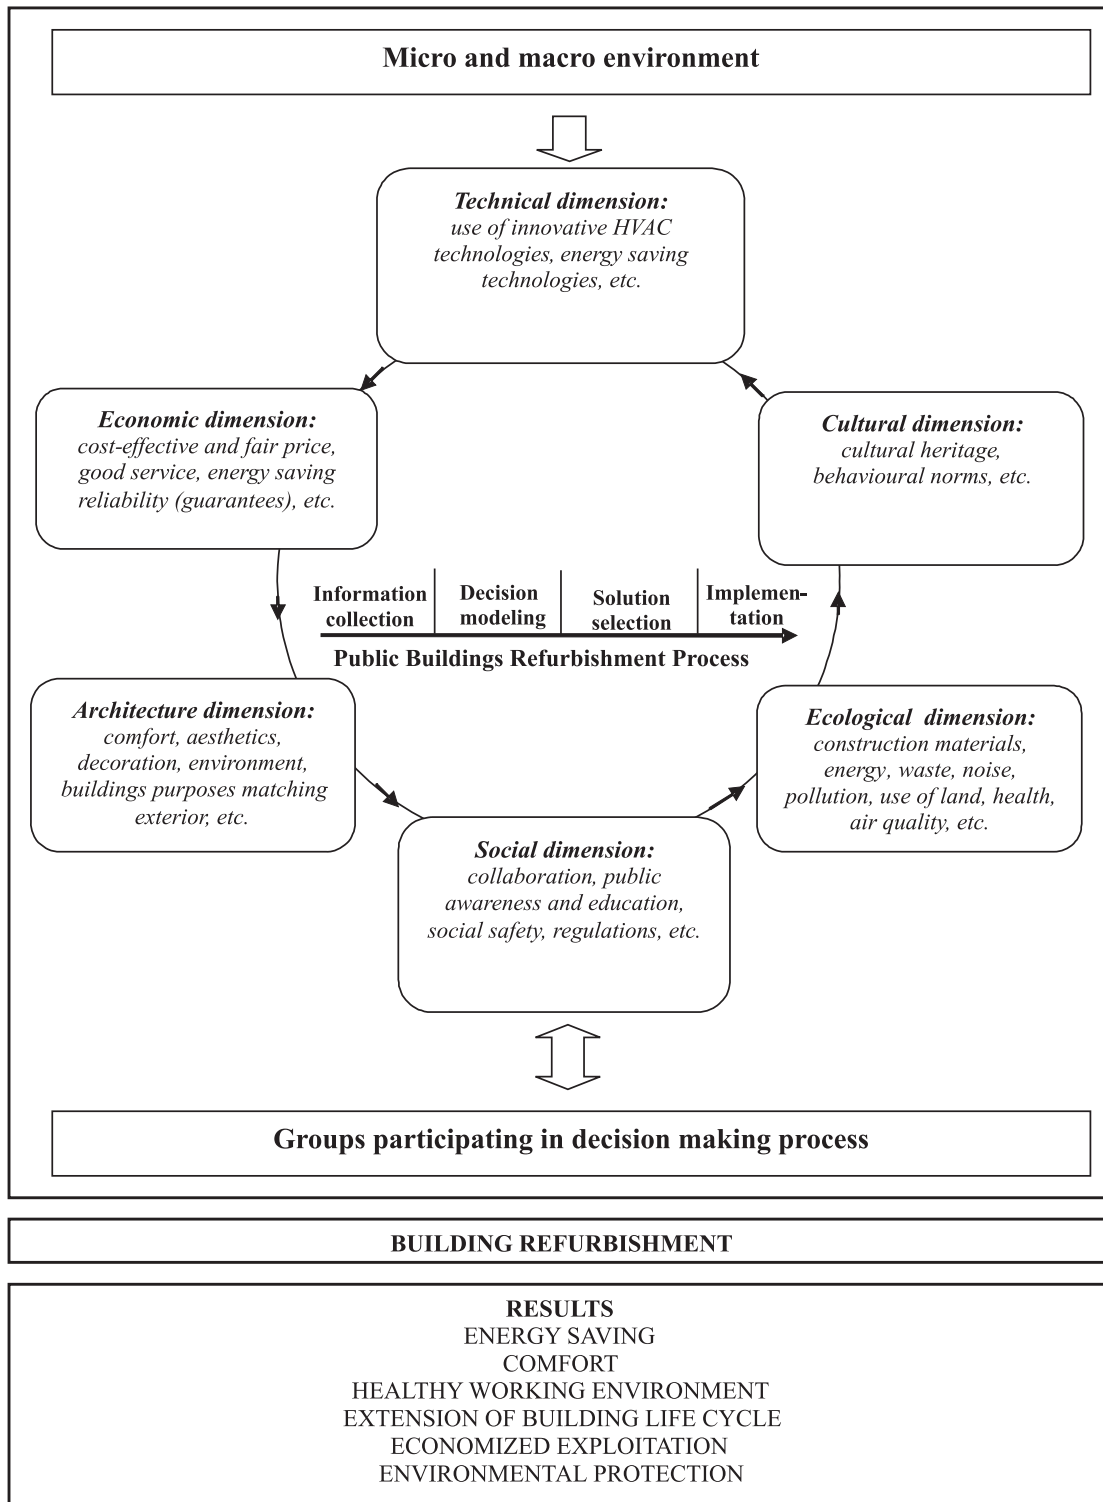 Micro and macro environment
Technical dimension:
use of innovative HVAC
technologies, energy saving
technologies, etc.
Economic dimension:
cost-effective and fair price,
good service, energy saving
reliability (guarantees), etc.
Cultural dimension:
cultural heritage,
behavioural norms, etc.
Information
collection
Decision
modeling
Solution
selection
Implemen-
tation
Public Buildings Refurbishment Process
Architecture dimension:
comfort, aesthetics,
decoration, environment,
buildings purposes matching
exterior, etc.
Ecological dimension:
construction materials,
energy, waste, noise,
pollution, use of land, health,
air quality, etc.
Social dimension:
collaboration, public
awareness and education,
social safety, regulations, etc.
Groups participating in decision making process
BUILDING REFURBISHMENT
RESULTS
ENERGY SAVING
COMFORT
HEALTHY WORKING ENVIRONMENT
EXTENSION OF BUILDING LIFE CYCLE
ECONOMIZED EXPLOITATION
ENVIRONMENTAL PROTECTION